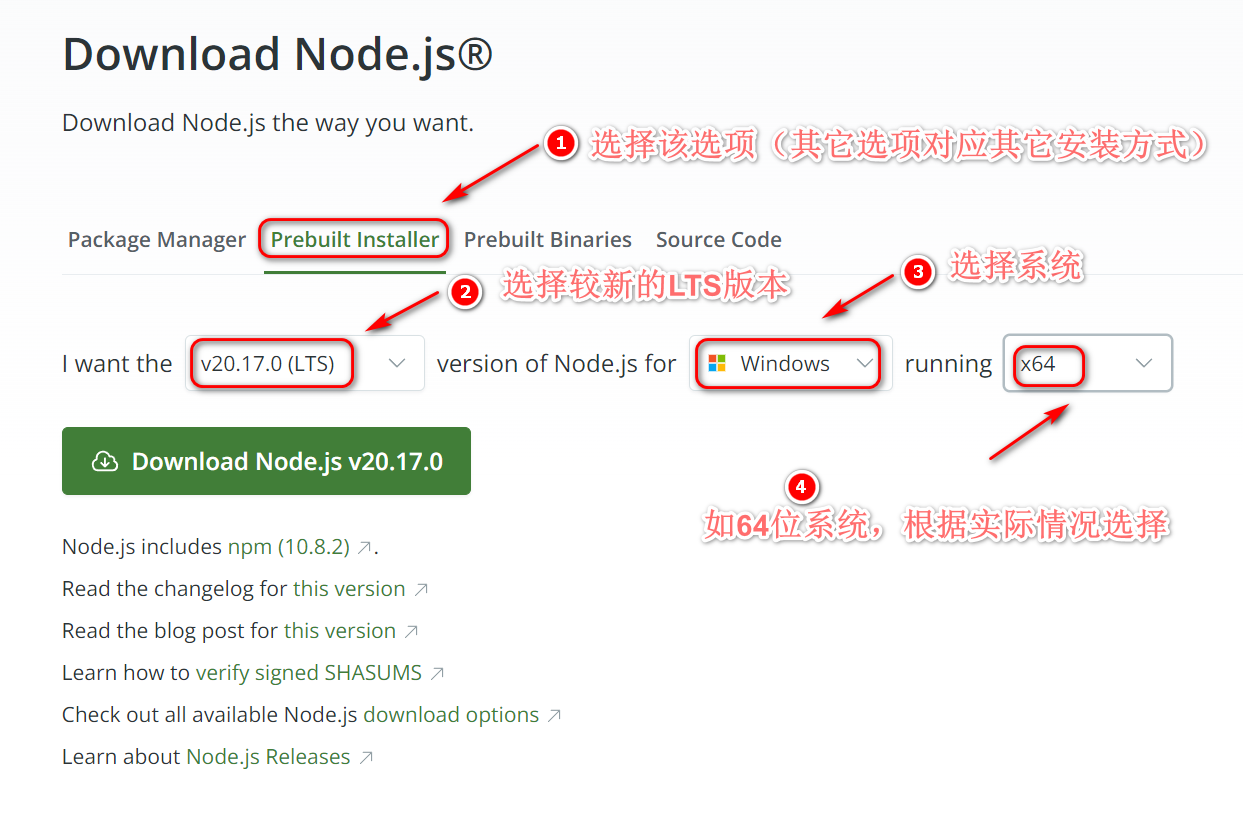 Download Node.js®
Download Node.js the way you want.
1 选择该选项（其它选项对应其它安装方式）
Package Manager Prebuilt Installer Prebuilt Binaries Source Code
2 选择较新的LTS版本
3 选择系统
I want the v20.17.0 (LTS) version of Node.js for Windows running x64
Download Node.js v20.17.0
4
如64位系统，根据实际情况选择
Node.js includes npm (10.8.2) ↗.
Read the changelog for this version ↗
Read the blog post for this version ↗
Learn how to verify signed SHASUMS ↗
Check out all available Node.js download options ↗
Learn about Node.js Releases ↗